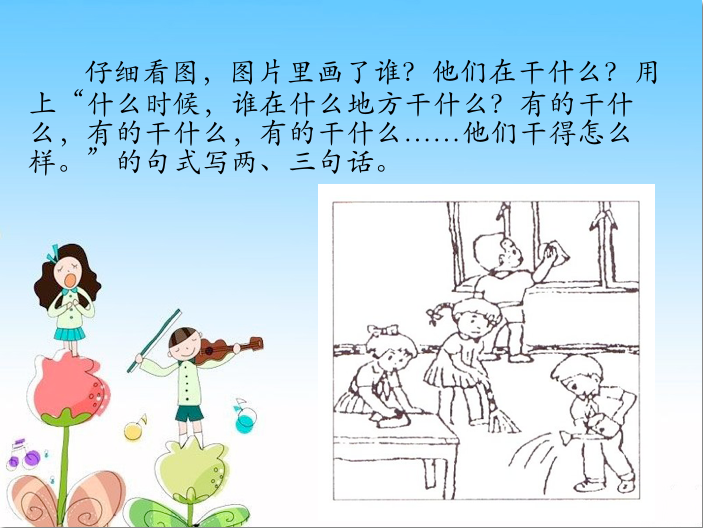 仔细看图，图片里画了谁？他们在干什么？用
上“什么时候，谁在什么地方干什么？有的干什
么，有的干什么，有的干什么……他们干得怎么
样。”的句式写两、三句话。